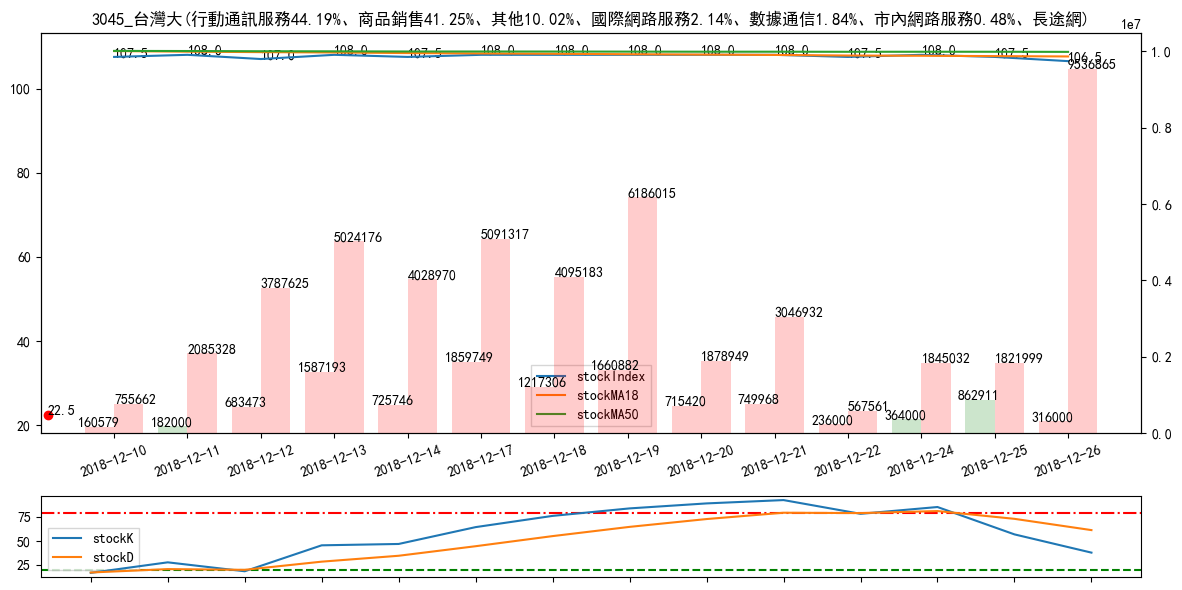 3045_台灣大(行動通訊服務44.19%、商品銷售41.25%、其他10.02%、國際網路服務2.14%、數據通信1.84%、市內網路服務0.48%、長途網)
1e7
107.5 108.0 107.0 108.0 107.5 108.0 108.0 108.0 108.0 108.0 107.5 108.0 107.5 106.5
1.0
9536865
100
0.8
80
6186015
0.6
5024176 5091317
60
3787625 4028970 4095183
0.4
3046932
40
2085328 1587193 1859749 1660882 1878949 1845032 1821999
0.2
1217306
stockIndex
stockMA18
stockMA50
22.5
755662 683473 725746 715420 749968 567561 862911
20
160579 182000 236000 364000 316000
0.0
2018-12-10 2018-12-11 2018-12-12 2018-12-13 2018-12-14 2018-12-17 2018-12-18 2018-12-19 2018-12-20 2018-12-21 2018-12-22 2018-12-24 2018-12-25 2018-12-26
75
50
25
stockK
stockD